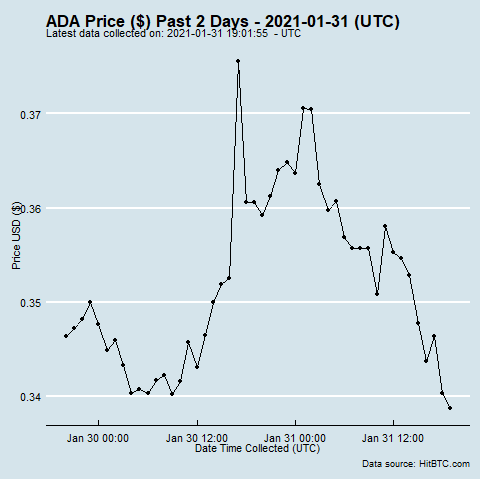 ADA Price ($) Past 2 Days - 2021-01-31 (UTC)
Latest data collected on: 2021-01-31 19:01:55 - UTC
0.37
0.36
0.35
0.34
Price USD ($)
Jan 30 00:00 Jan 30 12:00 Jan 31 00:00 Jan 31 12:00
Date Time Collected (UTC)
Data source: HitBTC.com